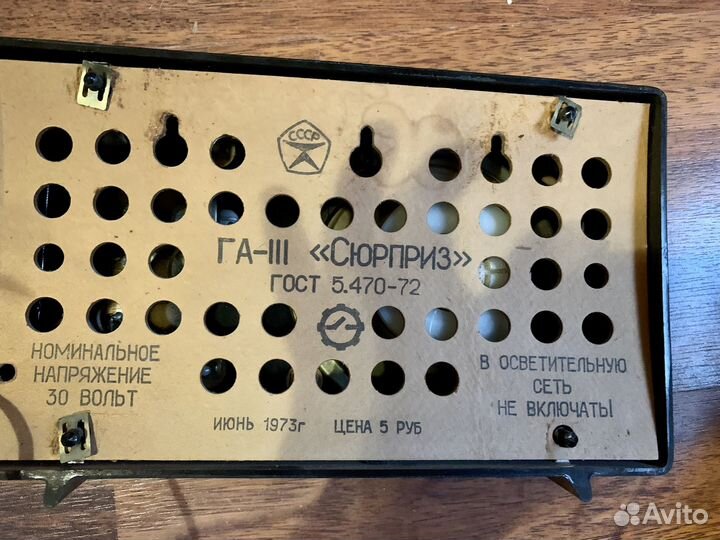 СССР
ГА-III «СЮРПРИЗ»
ГОСТ 5.470-72
НОМИНАЛЬНОЕ
НАПРЯЖЕНИЕ
30 ВОЛЬТ
В ОСВЕТИТЕЛЬНУЮ
СЕТЬ
НЕ ВКЛЮЧАТЬ!
ИЮНЬ 1973г ЦЕНА 5 РУБ
Avito